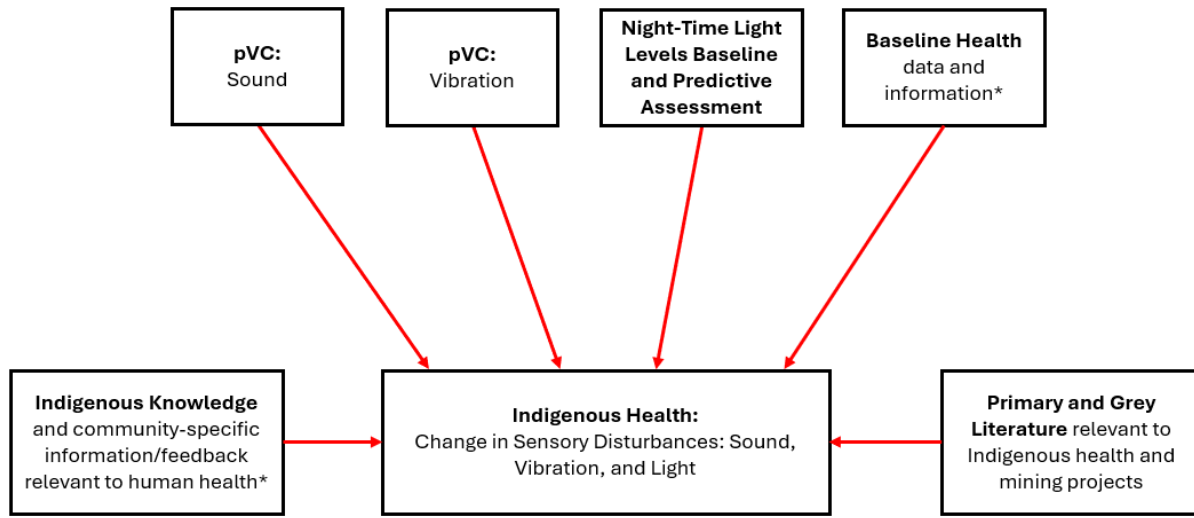 pVC:
Sound
pVC:
Vibration
Night-Time Light
Levels Baseline
and Predictive
Assessment
Baseline Health
data and
information*
Indigenous Knowledge
and community-specific
information/feedback
relevant to human health*
Indigenous Health:
Change in Sensory Disturbances: Sound,
Vibration, and Light
Primary and Grey
Literature relevant to
Indigenous health and
mining projects